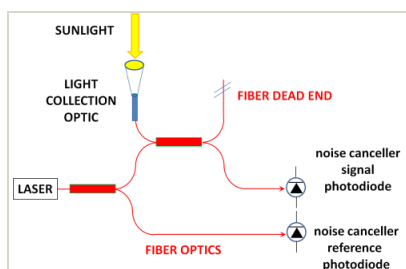 SUNLIGHT
LIGHT
COLLECTION
OPTIC
FIBER DEAD END
noise canceller
signal
photodiode
LASER
FIBER OPTICS
noise canceller
reference
photodiode